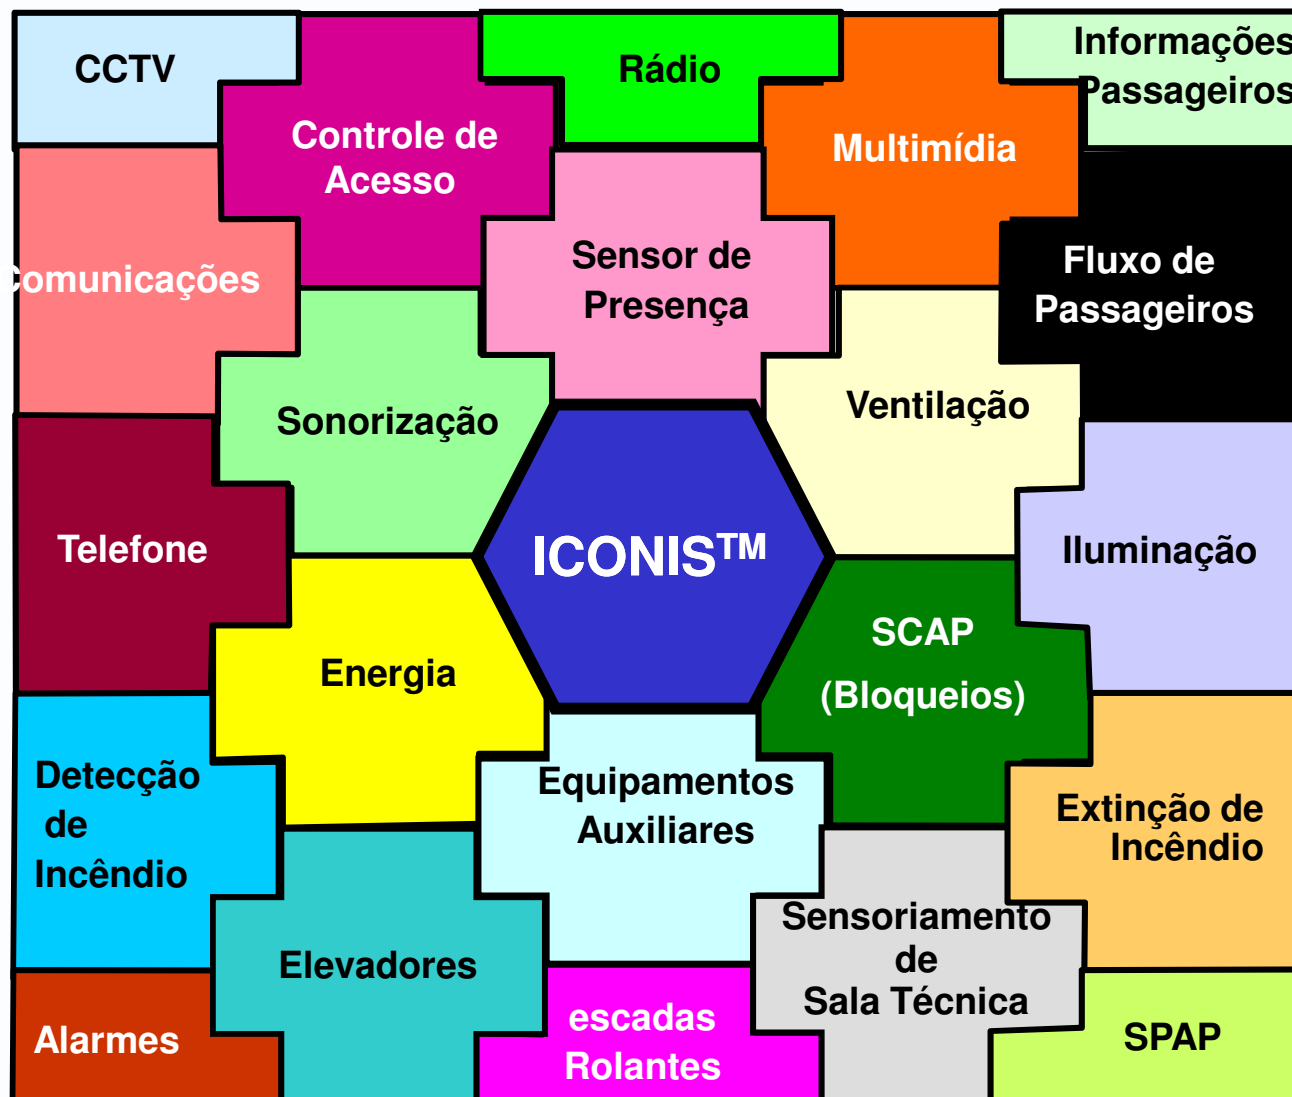 CCTV
Controle de
Acesso
Rádio
Multimídia
Informações
Passageiros
Comunicações
Sensor de
Presença
Fluxo de
Passageiros
Sonorização
Ventilação
Telefone
ICONIS™
Iluminação
Energia
SCAP
(Bloqueios)
Detecção
de
Incêndio
Equipamentos
Auxiliares
Extinção de
Incêndio
Elevadores
Sensoriamento
de
Sala Técnica
Alarmes
escadas
Rolantes
SPAP